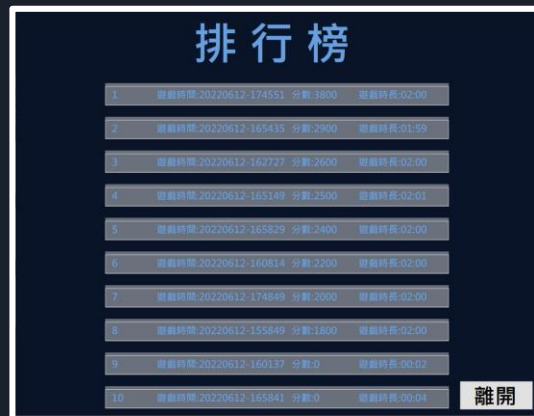 排行榜
1 遊戲時間:20220612-174551 分數:3800 遊戲時長:02:00
2 遊戲時間:20220612-165435 分數:2900 遊戲時長:01:59
3 遊戲時間:20220612-162727 分數:2600 遊戲時長:02:00
4 遊戲時間:20220612-165149 分數:2500 遊戲時長:02:01
5 遊戲時間:20220612-165829 分數:2400 遊戲時長:02:00
6 遊戲時間:20220612-160814 分數:2200 遊戲時長:02:00
7 遊戲時間:20220612-174849 分數:2000 遊戲時長:02:00
8 遊戲時間:20220612-155849 分數:1800 遊戲時長:02:00
9 遊戲時間:20220612-160137 分數:0 遊戲時長:00:02
10 遊戲時間:20220612-165841 分數:0 遊戲時長:00:04
離開